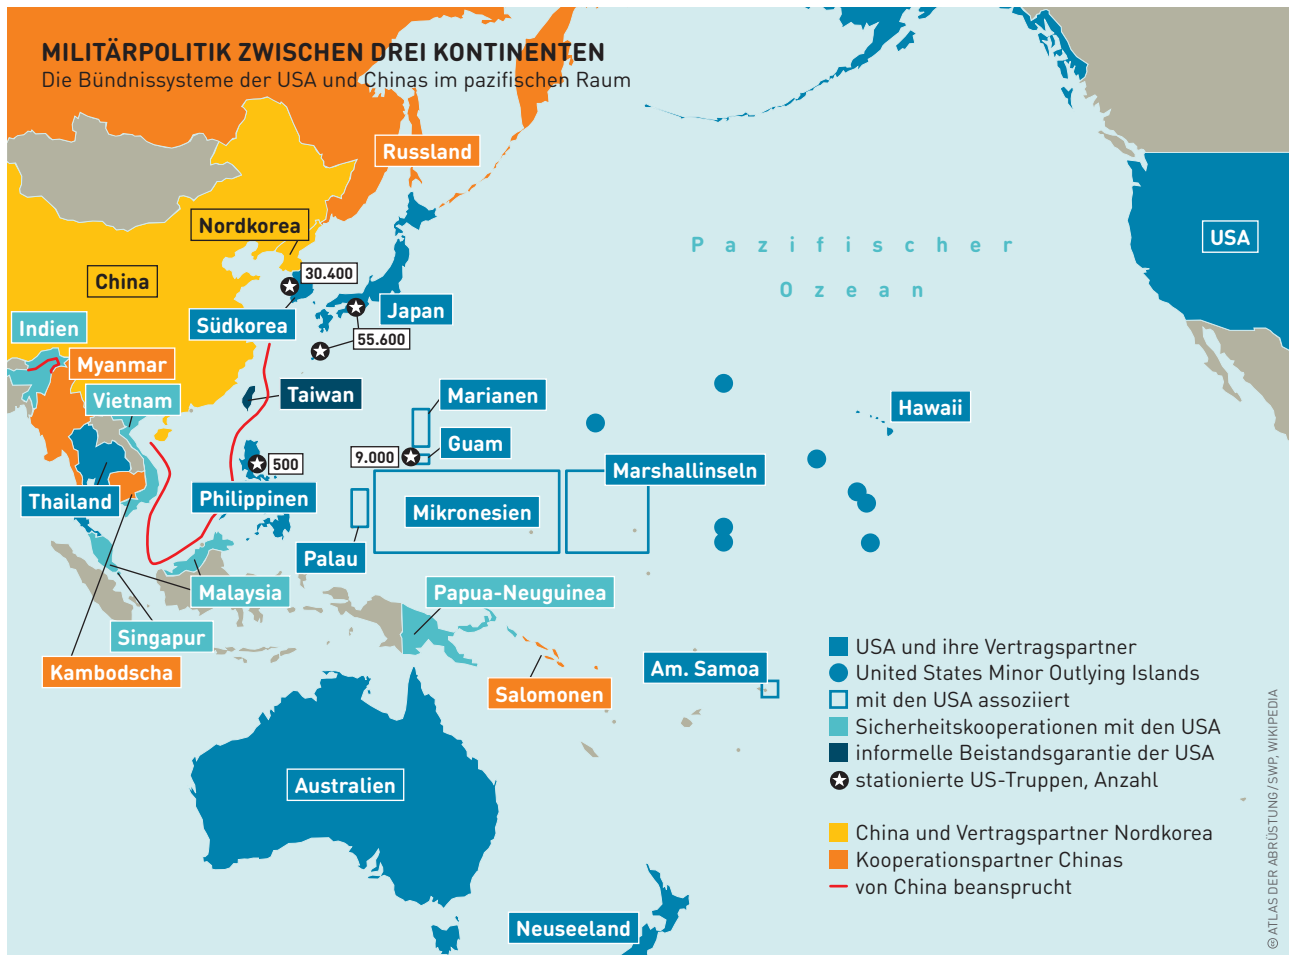 MILITÄRPOLITIK ZWISCHEN DREI KONTINENTEN
Die Bündnissysteme der USA und Chinas im pazifischen Raum
Russland
Nordkorea
USA
Pazifischer
Ozean
China
30.400
Japan
Südkorea
Indien
55.600
Myanmar
Vietnam
Taiwan
Marianen
Hawaii
Guam
9.000
500
Marshallinseln
Thailand
Philippinen
Mikronesien
Palau
Malaysia
Papua-Neuguinea
Singapur
Kambodscha
Am. Samoa
Salomonen
Australien
Neuseeland
USA und ihre Vertragspartner
United States Minor Outlying Islands
mit den USA assoziiert
Sicherheitskooperationen mit den USA
informelle Beistandsgarantie der USA
stationierte US-Truppen, Anzahl
China und Vertragspartner Nordkorea
Kooperationspartner Chinas
von China beansprucht
© ATLAS DER ABRÜSTUNG / SWP, WIKIPEDIA